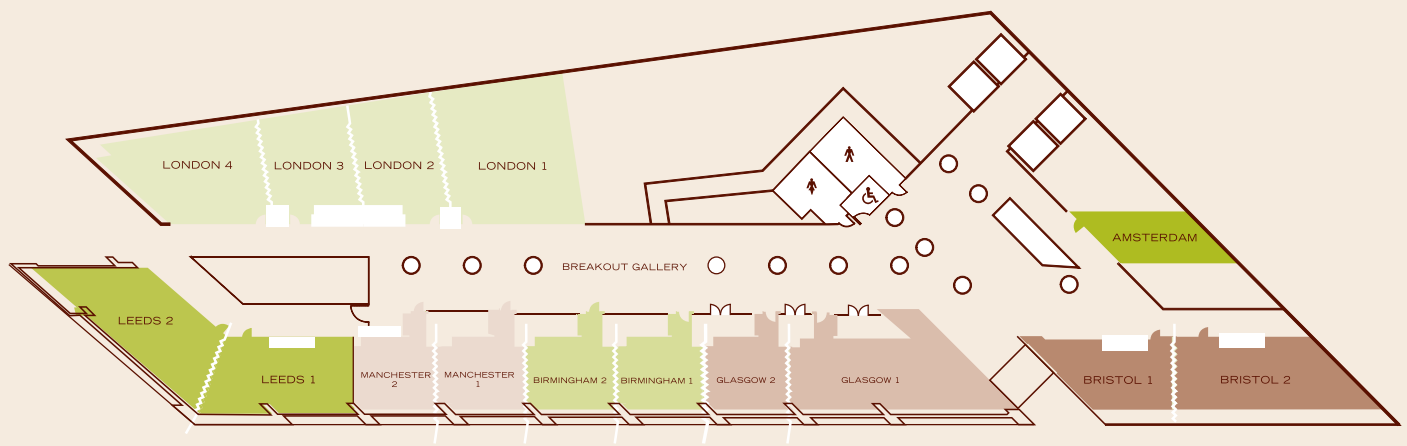 LONDON 4
LONDON 3
LONDON 2
LONDON 1
AMSTERDAM
BREAKOUT GALLERY
LEEDS 2
LEEDS 1
MANCHESTER
2
MANCHESTER
1
BIRMINGHAM 2
BIRMINGHAM 1
GLASGOW 2
GLASGOW 1
BRISTOL 1
BRISTOL 2